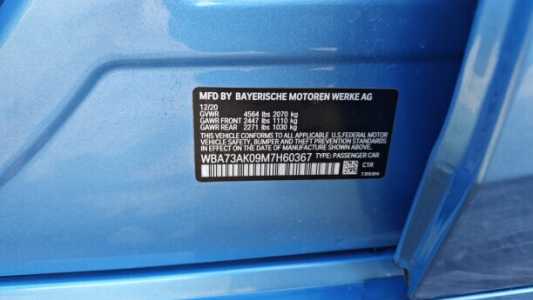 MFD BY BAYERISCHE MOTOREN WERKE AG
12/20
GVWR 4564 lbs 2070 kg
GAWR FRONT 2447 lbs 1110 kg
GAWR REAR 2271 lbs 1030 kg
THIS VEHICLE CONFORMS TO ALL APPLICABLE U.S. FEDERAL MOTOR
VEHICLE SAFETY, BUMPER AND THEFT PREVENTION STANDARDS IN
EFFECT ON THE DATE OF MANUFACTURE SHOWN ABOVE.
WBA73AK09M7H60367 TYPE: PASSENGER CAR
C1R